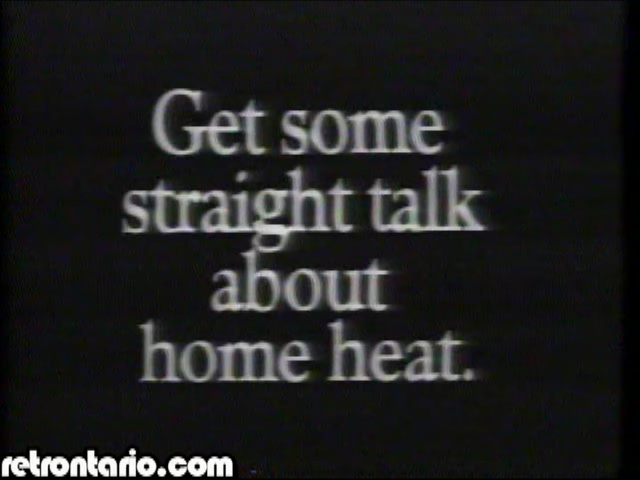 Get some
straight talk
about
home heat.
retrontario.com